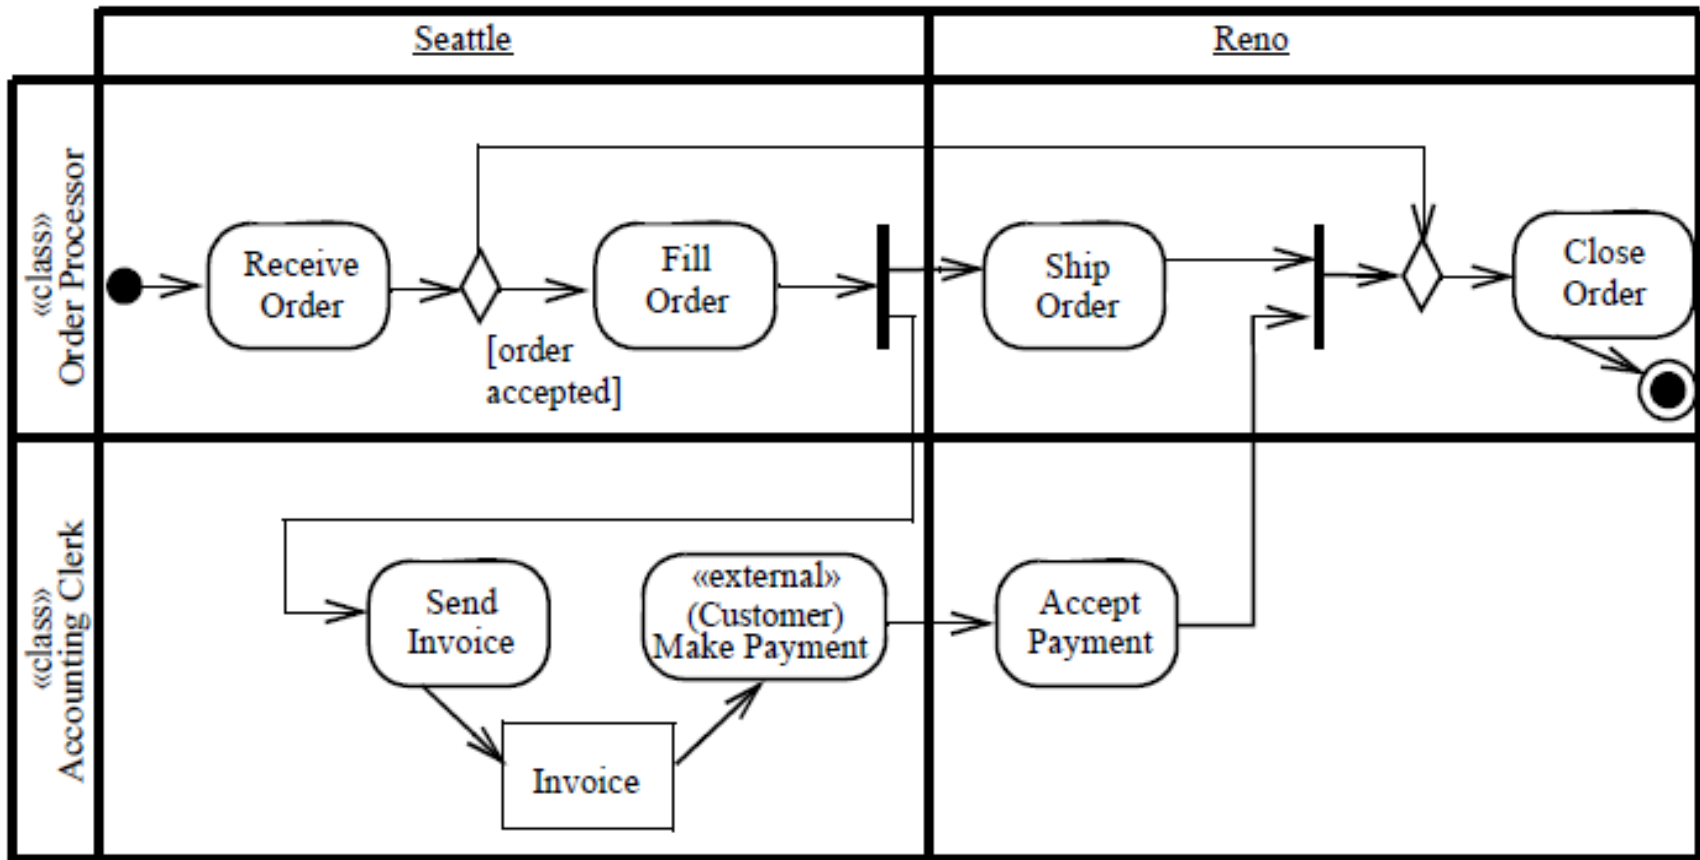 Seattle
Reno
«class»
Order Processor
Receive
Order
[order
accepted]
Fill
Order
Ship
Order
Close
Order
«class»
Accounting Clerk
Send
Invoice
Invoice
«external»
(Customer)
Make Payment
Accept
Payment